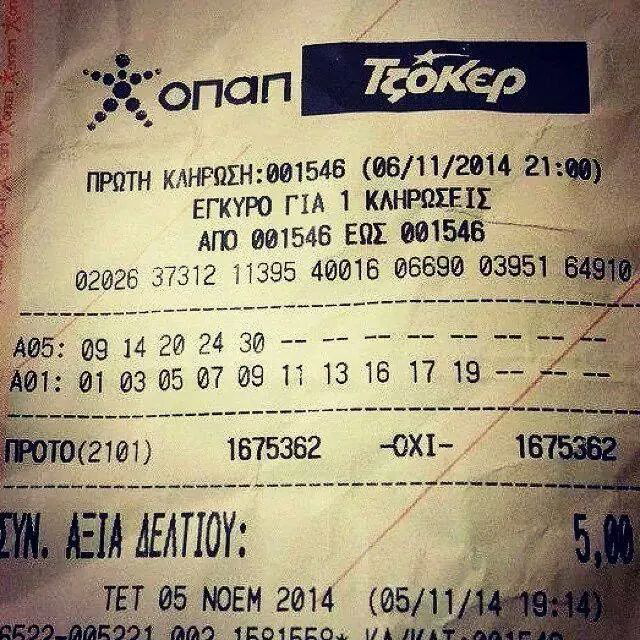 οπαπ ΤζόΚερ
ΠΡΩΤΗ ΚΛΗΡΩΣΗ:001546 (06/11/2014 21:00)
ΕΓΚΥΡΟ ΓΙΑ 1 ΚΛΗΡΩΣΕΙΣ
ΑΠΟ 001546 ΕΩΣ 001546
02026 37312 11395 40016 06690 03951 64910
A05: 09 14 20 24 30 -- -- -- -- -- --
A01: 01 03 05 07 09 11 13 16 17 19 -- --
ΠΡΟΤΟ(2101) 1675362 -ΟΧΙ- 1675362
ΣΥΝ. ΑΞΙΑ ΔΕΛΤΙΟΥ: 5,00
ΤΕΤ 05 ΝΟΕΜ 2014 (05/11/14 19:14)